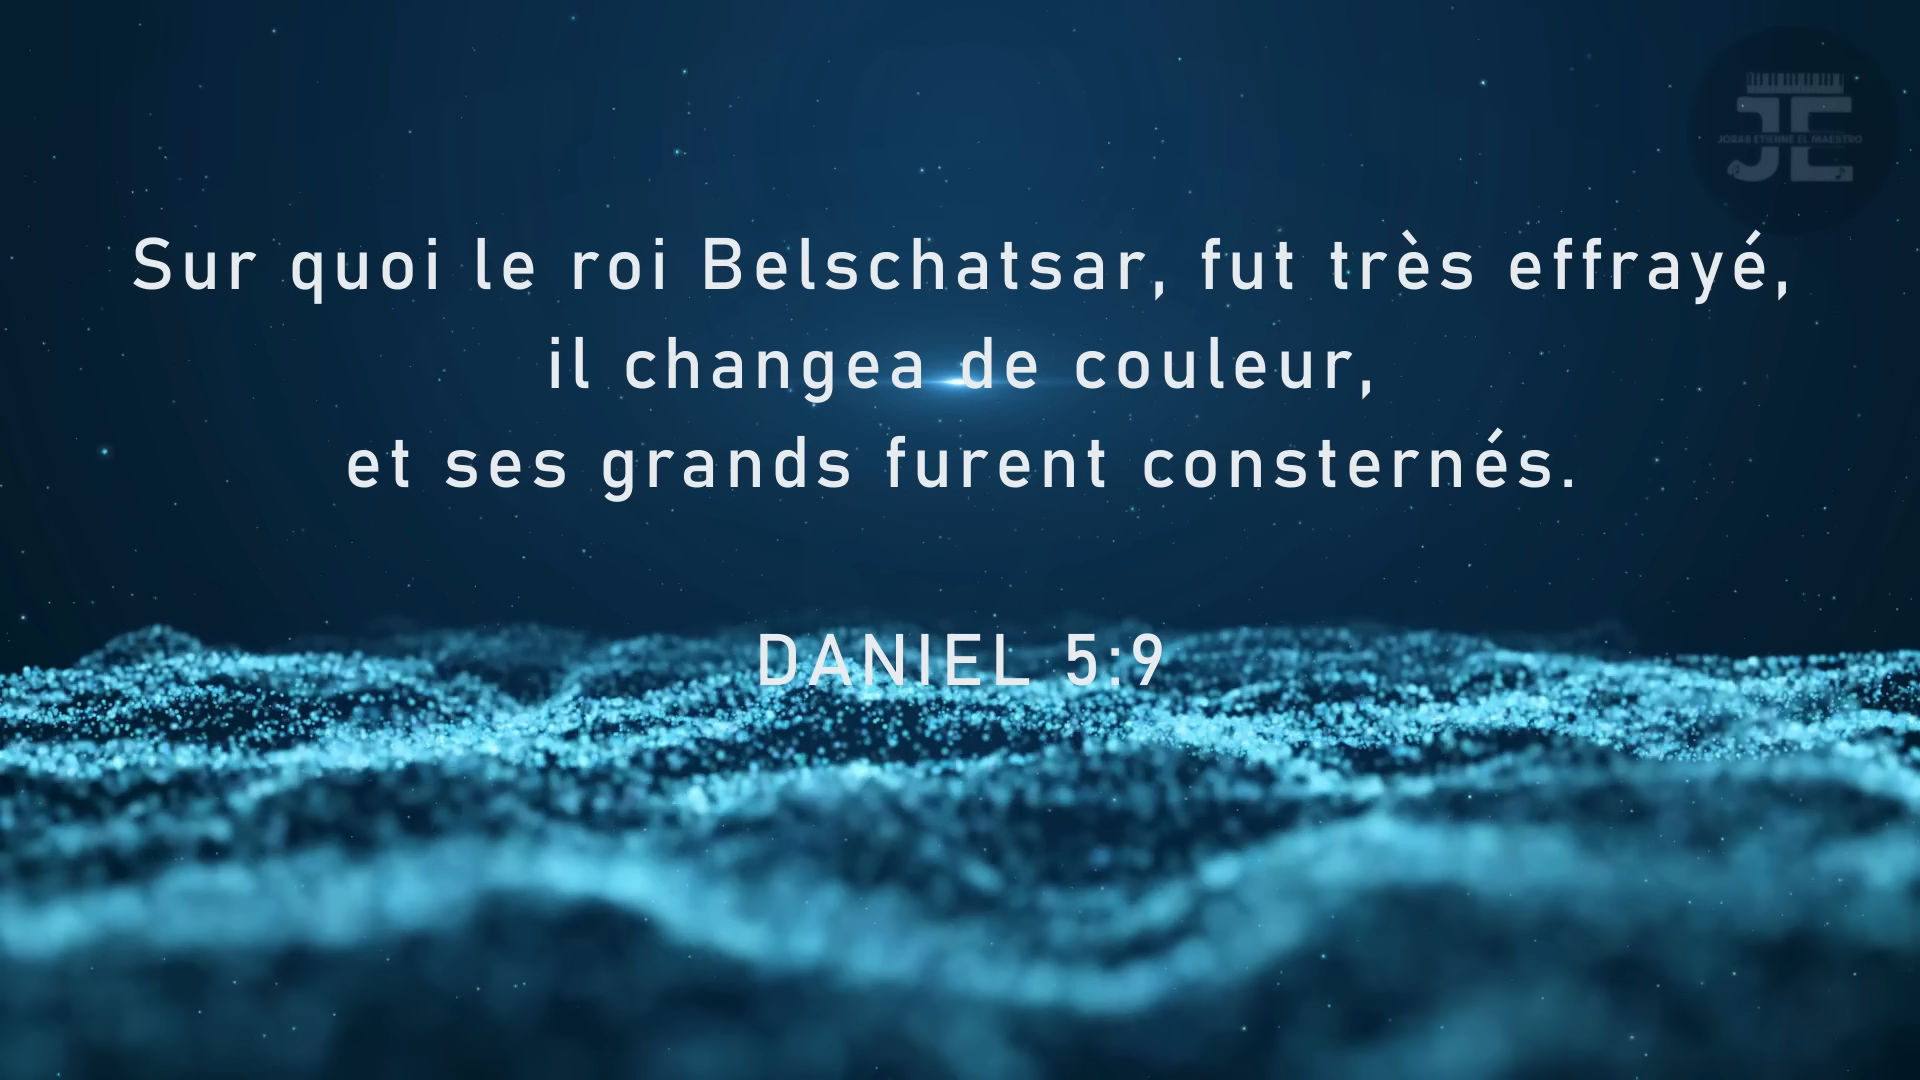 JE
Sur quoi le roi Belschatsar, fut très effrayé,
il changea de couleur,
et ses grands furent consternés.
DANIEL 5:9